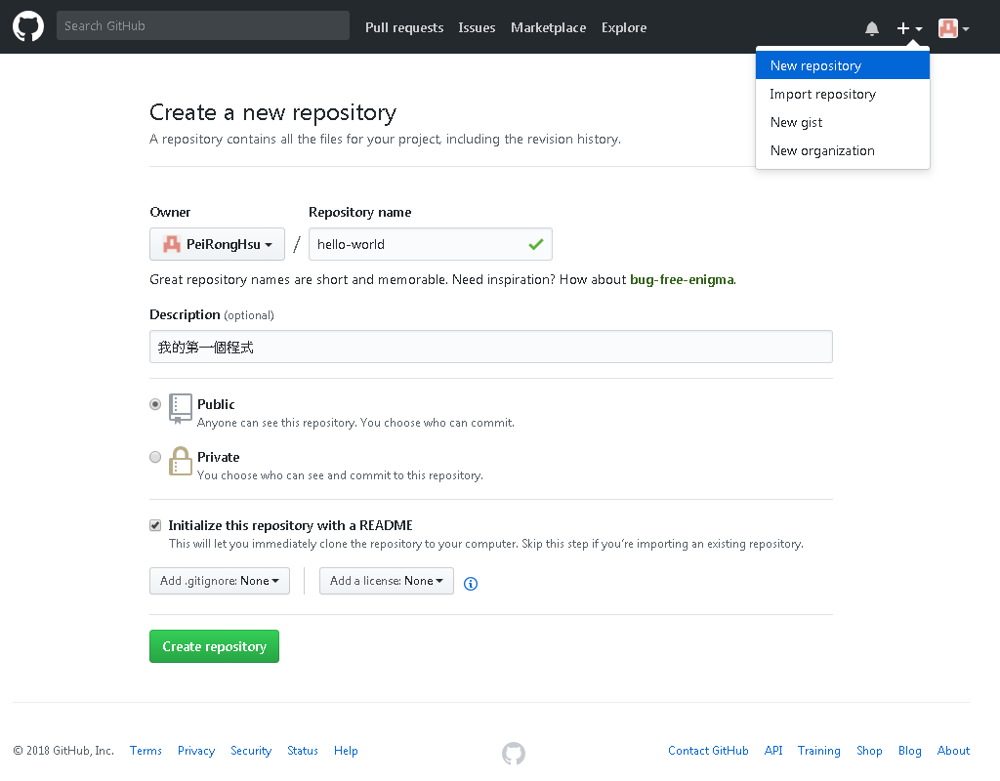 Search GitHub Pull requests Issues Marketplace Explore
New repository
Import repository
New gist
New organization
Create a new repository
A repository contains all the files for your project, including the revision history.
Owner Repository name
PeiRongHsu / hello-world
Great repository names are short and memorable. Need inspiration? How about bug-free-enigma.
Description (optional)
我的第一個程式
Public
Anyone can see this repository. You choose who can commit.
Private
You choose who can see and commit to this repository.
Initialize this repository with a README
This will let you immediately clone the repository to your computer. Skip this step if you’re importing an existing repository.
Add .gitignore: None Add a license: None
Create repository
© 2018 GitHub, Inc. Terms Privacy Security Status Help Contact GitHub API Training Shop Blog About